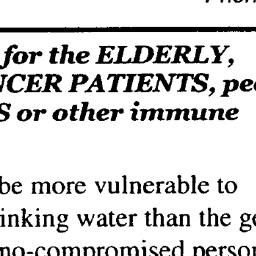 for the ELDERLY,
NCER PATIENTS, pe
S or other immune
be more vulnerable to
inking water than the ge
no-compromised person